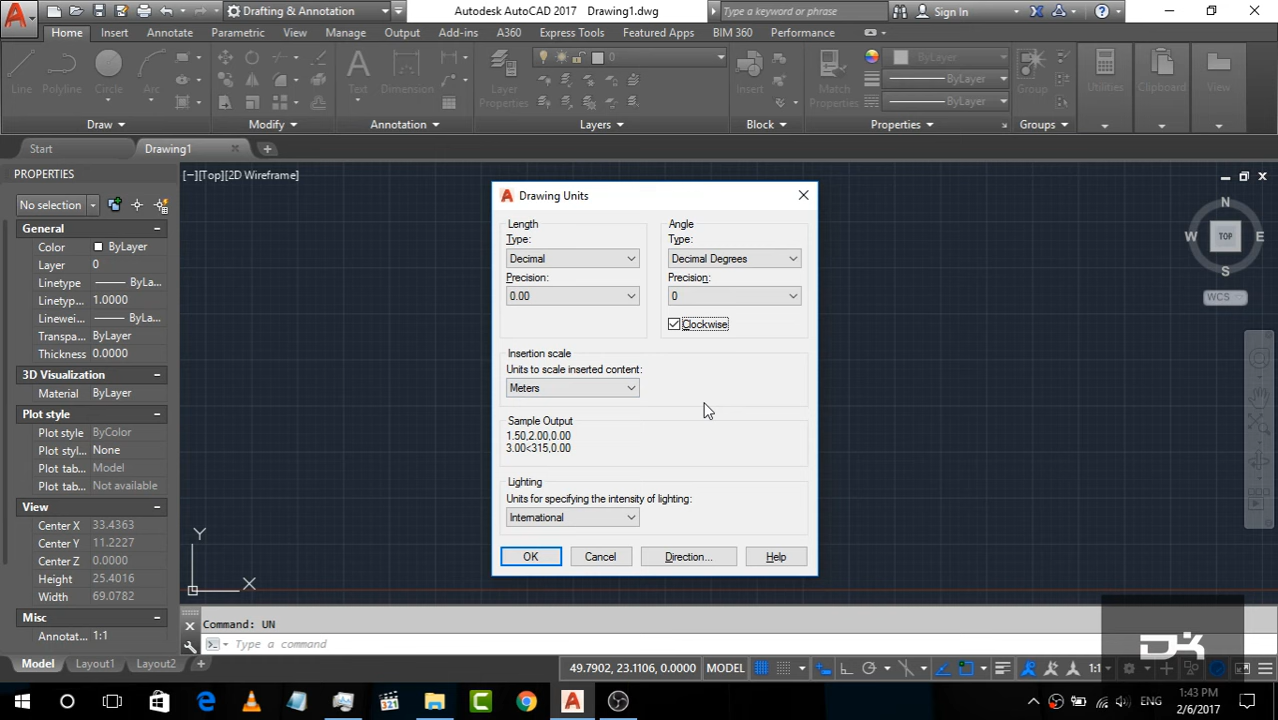 Drafting & Annotation
Autodesk AutoCAD 2017 Drawing1.dwg
Type a keyword or phrase
Sign In
Home Insert Annotate Parametric View Manage Output Add-ins A360 Express Tools Featured Apps BIM 360 Performance
Line Polyline Circle Arc Text Dimension Layer Properties 0 Insert Match Properties ByLayer Group Utilities Clipboard View
ByLayer
ByLayer
Draw Modify Annotation Layers Block Properties Groups
Start Drawing1
PROPERTIES
[−][Top][2D Wireframe]
No selection
General
Color ByLayer
Layer 0
Linetype ByLa...
Linetyp... 1.0000
Linewei... ByLa...
Transpa... ByLayer
Thickness 0.0000
3D Visualization
Material ByLayer
Plot style
Plot style ByColor
Plot styl... None
Plot tab... Model
Plot tab... Not available
View
Center X 33.4363
Center Y 11.2227
Center Z 0.0000
Height 25.4016
Width 69.0782
Misc
Annotat... 1:1
Drawing Units
Length
Type:
Decimal
Precision:
0.00
Angle
Type:
Decimal Degrees
Precision:
0
Clockwise
Insertion scale
Units to scale inserted content:
Meters
Sample Output
1.50,2.00,0.00
3.00<315,0.00
Lighting
Units for specifying the intensity of lighting:
International
OK Cancel Direction... Help
N
W TOP E
S
WCS
Y
X
Command: UN
Type a command
Model Layout1 Layout2
49.7902, 23.1106, 0.0000 MODEL 1:1
DK
321
ENG
1:43 PM
2/6/2017